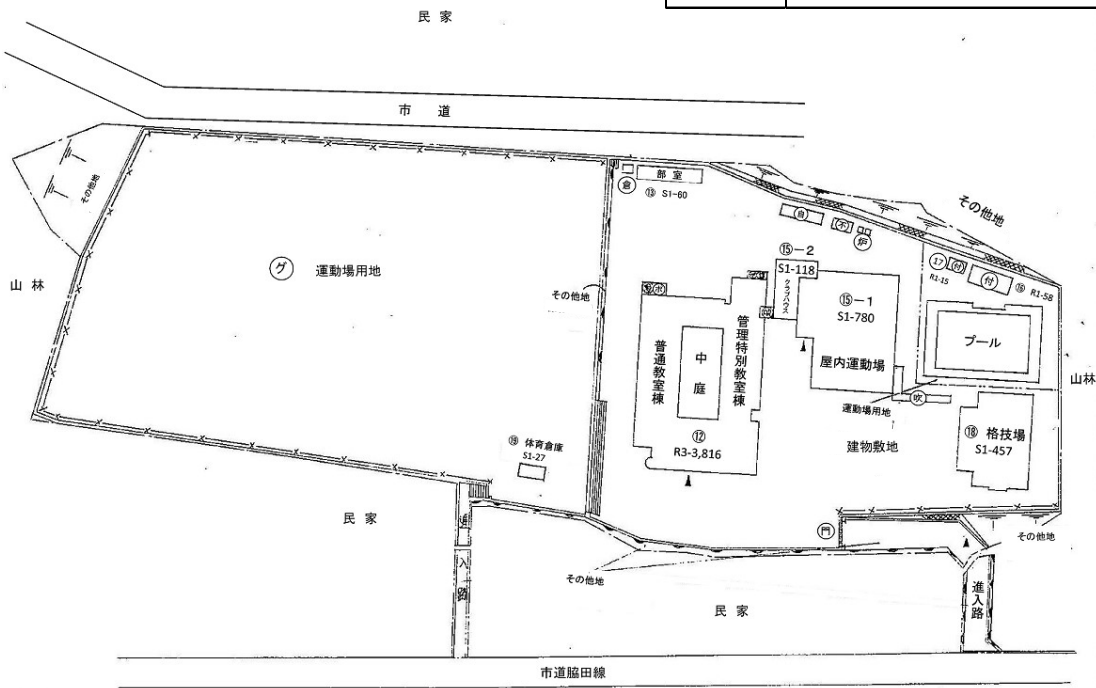 民家
市道
その他地
山林
グ 運動場用地
倉
部室
⑬ S1-60
自
不
炉
その他地
⑮-2
S1-118
クラブハウス
⑮-1
S1-780
屋内運動場
17 付
R1-15
付
⑯ R1-58
プール
山林
その他地
普通教室棟
中庭
管理特別教室棟
⑫
R3-3,816
運動場用地
吹
建物敷地
⑱ 格技場
S1-457
⑲ 体育倉庫
S1-27
民家
進入路
門
その他地
その他地
民家
進入路
市道脇田線